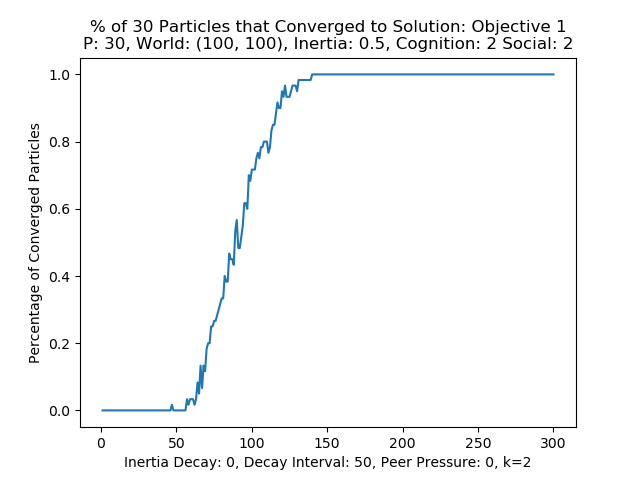 % of 30 Particles that Converged to Solution: Objective 1
P: 30, World: (100, 100), Inertia: 0.5, Cognition: 2 Social: 2
Percentage of Converged Particles
1.0
0.8
0.6
0.4
0.2
0.0
0 50 100 150 200 250 300
Inertia Decay: 0, Decay Interval: 50, Peer Pressure: 0, k=2